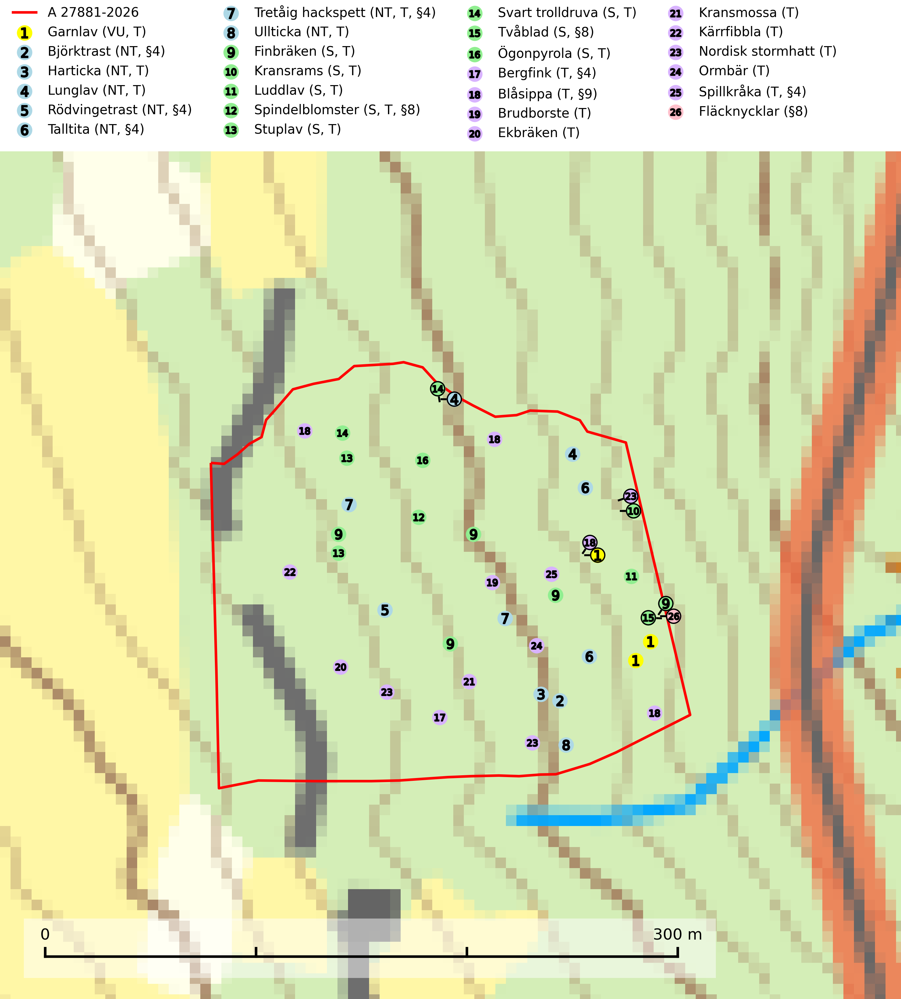 A 27881-2026
1 Garnlav (VU, T)
2 Björktrast (NT, §4)
3 Harticka (NT, T)
4 Lunglav (NT, T)
5 Rödvingetrast (NT, §4)
6 Talltita (NT, §4)
7 Tretåig hackspett (NT, T, §4)
8 Ullticka (NT, T)
9 Finbräken (S, T)
10 Kransrams (S, T)
11 Luddlav (S, T)
12 Spindelblomster (S, T, §8)
13 Stuplav (S, T)
14 Svart trolldruva (S, T)
15 Tvåblad (S, §8)
16 Ögonpyrola (S, T)
17 Bergfink (T, §4)
18 Blåsippa (T, §9)
19 Brudborste (T)
20 Ekbräken (T)
21 Kransmossa (T)
22 Kärrfibbla (T)
23 Nordisk stormhatt (T)
24 Ormbär (T)
25 Spillkråka (T, §4)
26 Fläcknycklar (§8)
14
4
18
14
18
13
16
4
6
7
23
10
12
9
9
18
1
13
22
25
11
19
9
9
5
7
15
26
1
9
24
6
1
20
21
23
3
2
18
17
23
8
0
300 m